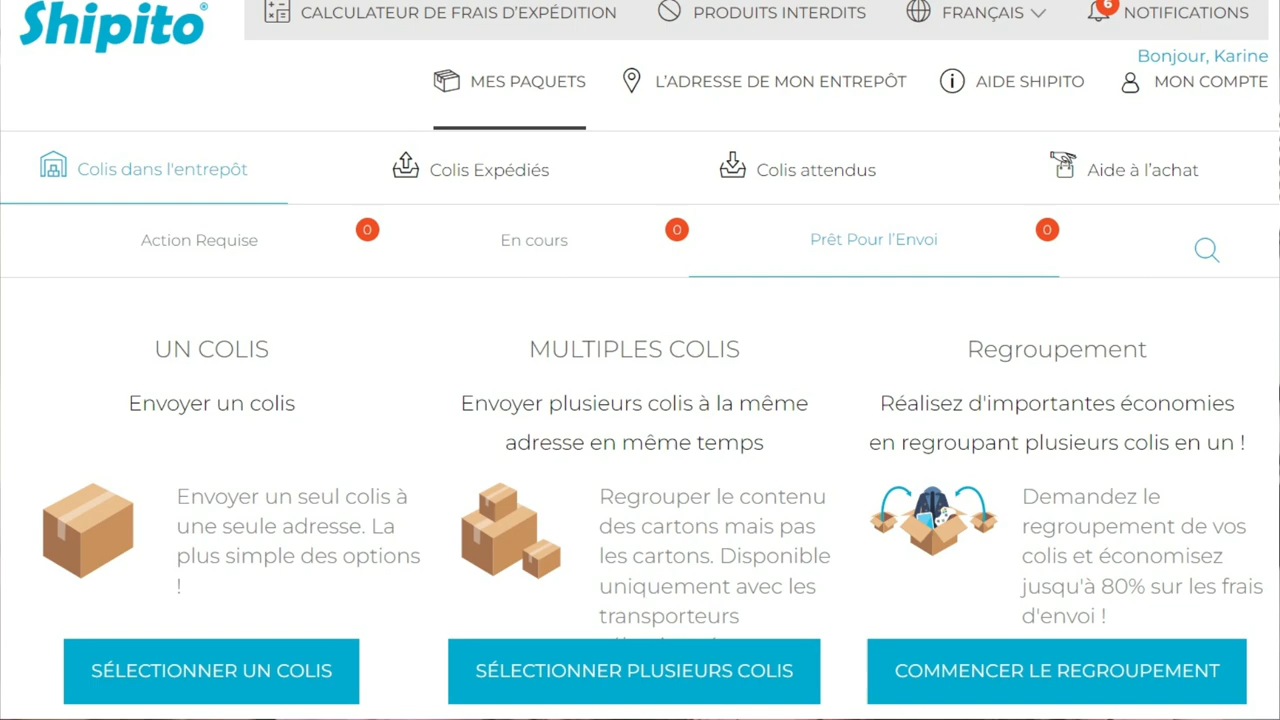 Shipito®
CALCULATEUR DE FRAIS D’EXPÉDITION
PRODUITS INTERDITS
FRANÇAIS
6
NOTIFICATIONS
Bonjour, Karine
MES PAQUETS
L’ADRESSE DE MON ENTREPÔT
AIDE SHIPITO
MON COMPTE
Colis dans l'entrepôt
Colis Expédiés
Colis attendus
Aide à l’achat
Action Requise
0
En cours
0
Prêt Pour l’Envoi
0
UN COLIS
Envoyer un colis
Envoyer un seul colis à
une seule adresse. La
plus simple des options
!
SÉLECTIONNER UN COLIS
MULTIPLES COLIS
Envoyer plusieurs colis à la même
adresse en même temps
Regrouper le contenu
des cartons mais pas
les cartons. Disponible
uniquement avec les
transporteurs
SÉLECTIONNER PLUSIEURS COLIS
Regroupement
Réalisez d'importantes économies
en regroupant plusieurs colis en un !
Demandez le
regroupement de vos
colis et économisez
jusqu'à 80% sur les frais
d'envoi !
COMMENCER LE REGROUPEMENT